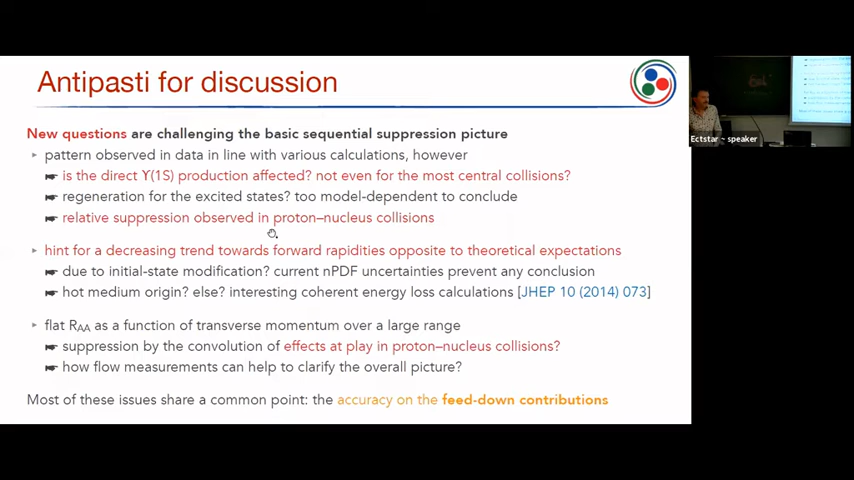 Antipasti for discussion
New questions are challenging the basic sequential suppression picture
pattern observed in data in line with various calculations, however
is the direct ϒ(1S) production affected? not even for the most central collisions?
regeneration for the excited states? too model-dependent to conclude
relative suppression observed in proton–nucleus collisions
hint for a decreasing trend towards forward rapidities opposite to theoretical expectations
due to initial-state modification? current nPDF uncertainties prevent any conclusion
hot medium origin? else? interesting coherent energy loss calculations [JHEP 10 (2014) 073]
flat RAA as a function of transverse momentum over a large range
suppression by the convolution of effects at play in proton–nucleus collisions?
how flow measurements can help to clarify the overall picture?
Most of these issues share a common point: the accuracy on the feed-down contributions
Ectstar ~ speaker